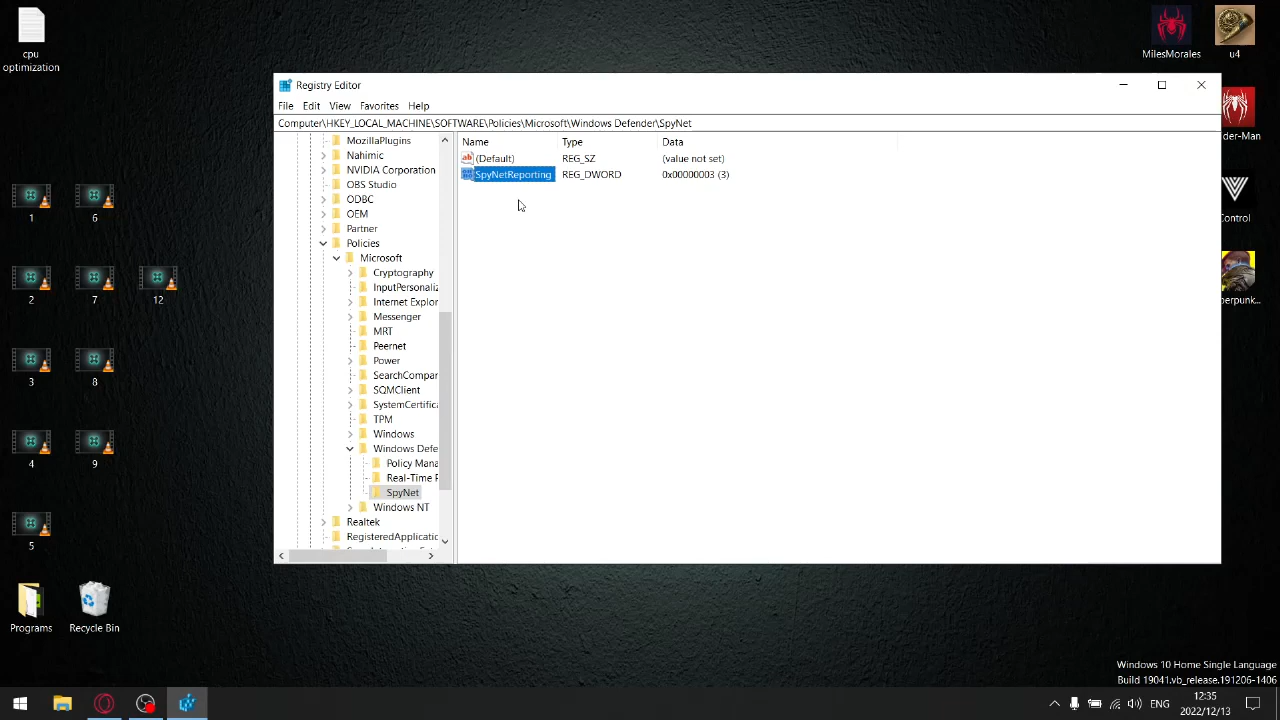 cpu
optimization
1
6
2
7
12
3
8
4
9
5
Programs
Recycle Bin
MilesMorales
u4
Control
Registry Editor
File Edit View Favorites Help
Computer\HKEY_LOCAL_MACHINE\SOFTWARE\Policies\Microsoft\Windows Defender\SpyNet
MozillaPlugins
Nahimic
NVIDIA Corporation
OBS Studio
ODBC
OEM
Partner
Policies
Microsoft
Cryptography
InputPersonaliz
Internet Explor
Messenger
MRT
Peernet
Power
SearchCompar
SQMClient
SystemCertifica
TPM
Windows
Windows Defe
Policy Mana
Real-Time P
SpyNet
Windows NT
Realtek
RegisteredApplicatio
Name Type Data
(Default) REG_SZ (value not set)
SpyNetReporting REG_DWORD 0x00000003 (3)
der-Man
erpunk...
Windows 10 Home Single Language
Build 19041.vb_release.191206-1406
ENG
12:35
2022/12/13